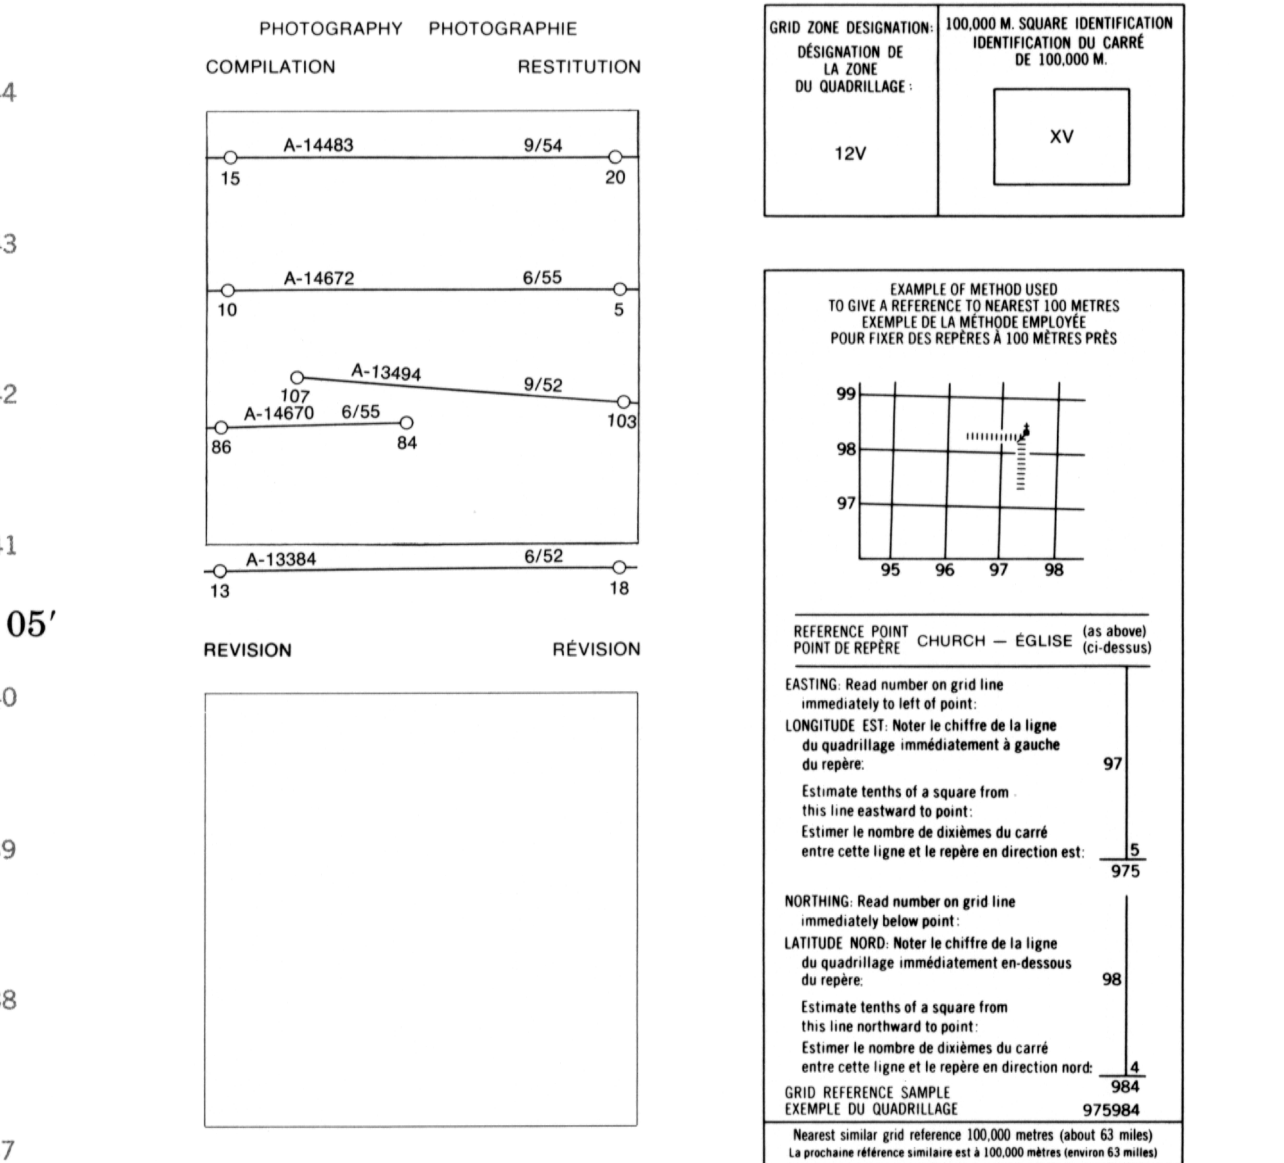 PHOTOGRAPHY PHOTOGRAPHIE
COMPILATION RESTITUTION
A-14483 9/54
15 20
A-14672 6/55
10 5
A-13494 9/52
107 103
A-14670 6/55
86 84
A-13384 6/52
13 18
05′
REVISION RÉVISION
GRID ZONE DESIGNATION:
DÉSIGNATION DE
LA ZONE
DU QUADRILLAGE :
12V
100,000 M. SQUARE IDENTIFICATION
IDENTIFICATION DU CARRÉ
DE 100,000 M.
XV
EXAMPLE OF METHOD USED
TO GIVE A REFERENCE TO NEAREST 100 METRES
EXEMPLE DE LA MÉTHODE EMPLOYÉE
POUR FIXER DES REPÈRES À 100 MÈTRES PRÈS
99
98
97
95 96 97 98
REFERENCE POINT
POINT DE REPÈRE
CHURCH — ÉGLISE
(as above)
(ci-dessus)
EASTING: Read number on grid line
immediately to left of point:
LONGITUDE EST: Noter le chiffre de la ligne
du quadrillage immédiatement à gauche
du repère: 97
Estimate tenths of a square from
this line eastward to point:
Estimer le nombre de dixièmes du carré
entre cette ligne et le repère en direction est: 5
975
NORTHING: Read number on grid line
immediately below point:
LATITUDE NORD: Noter le chiffre de la ligne
du quadrillage immédiatement en-dessous
du repère: 98
Estimate tenths of a square from
this line northward to point:
Estimer le nombre de dixièmes du carré
entre cette ligne et le repère en direction nord: 4
984
GRID REFERENCE SAMPLE
EXEMPLE DU QUADRILLAGE 975984
Nearest similar grid reference 100,000 metres (about 63 miles)
La prochaine référence similaire est à 100,000 mètres (environ 63 milles)